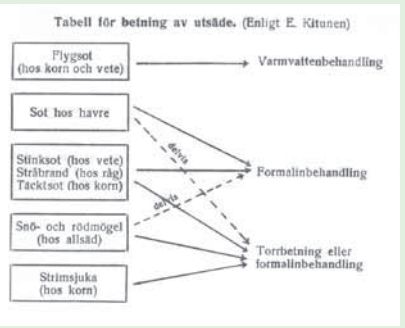 Tabell för betning av utsäde. (Enligt E. Kitunen)
Flygsot
(hos korn och vete)
Varmvattenbehandling
Sot hos havre
delvis
Stinksot (hos vete)
Stråbrand (hos råg)
Täcktsot (hos korn)
Formalinbehandling
delvis
Snö- och rödmögel
(hos allsäd)
Torrbetning eller
formalinbehandling
Strimsjuka
(hos korn)